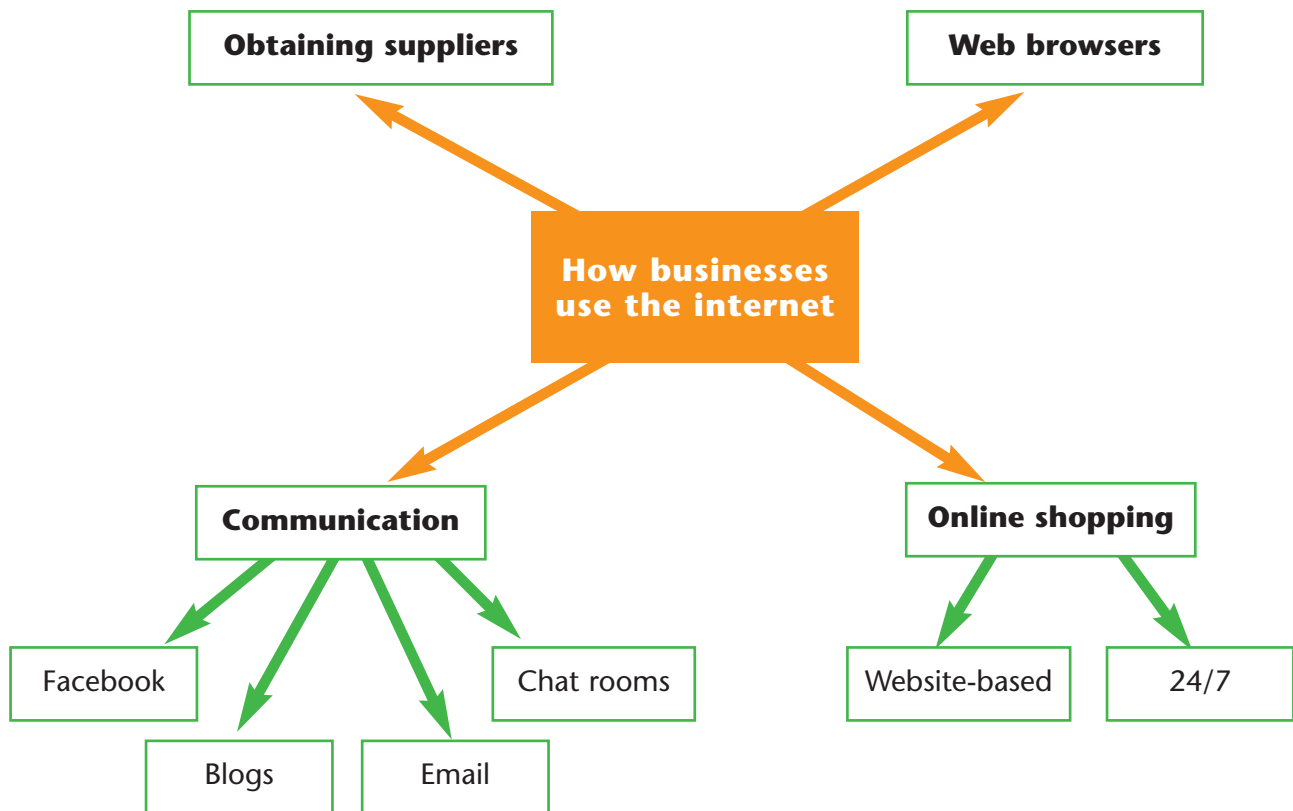 Obtaining suppliers
Web browsers
How businesses
use the internet
Communication
Online shopping
Facebook
Chat rooms
Website-based
24/7
Blogs
Email